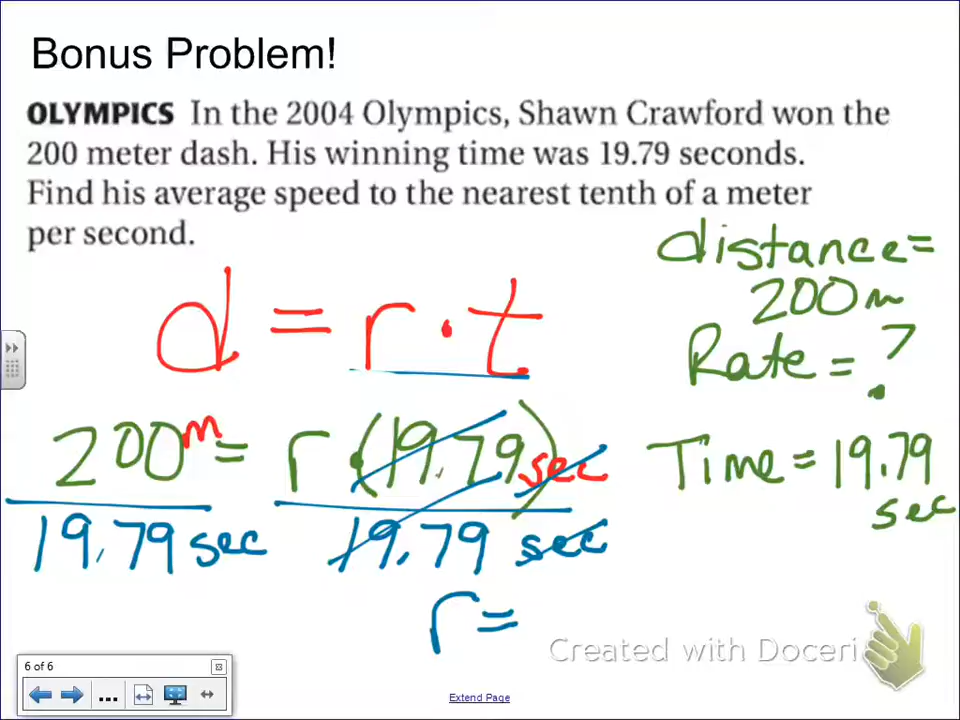 Bonus Problem!
OLYMPICS In the 2004 Olympics, Shawn Crawford won the
200 meter dash. His winning time was 19.79 seconds.
Find his average speed to the nearest tenth of a meter
per second.
distance =
200m
Rate = ?
Time = 19.79
sec
d = r · t
200m = r (19.79 sec)
19.79 sec 19.79 sec
r =
Created with Doceri
6 of 6
...
Extend Page